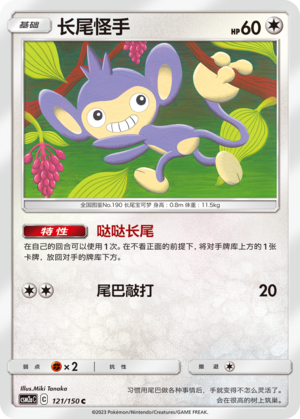 基础 长尾怪手 HP60
全国图鉴No.190 长尾宝可梦 身高：0.8m 体重：11.5kg
特性 哒哒长尾
在自己的回合可以使用1次。在不看正面的前提下，将对手牌库上方的1张
卡牌，放回对手的牌库上方。
尾巴敲打 20
弱点 ×2 抗性 撤退
Illus.Miki Tanaka
CSM2a C C 121/150 C
习惯用尾巴做各种事情后，手就变得不怎么灵活了。
会在很高的树上筑巢。
©2023 Pokémon/Nintendo/Creatures/GAME FREAK.